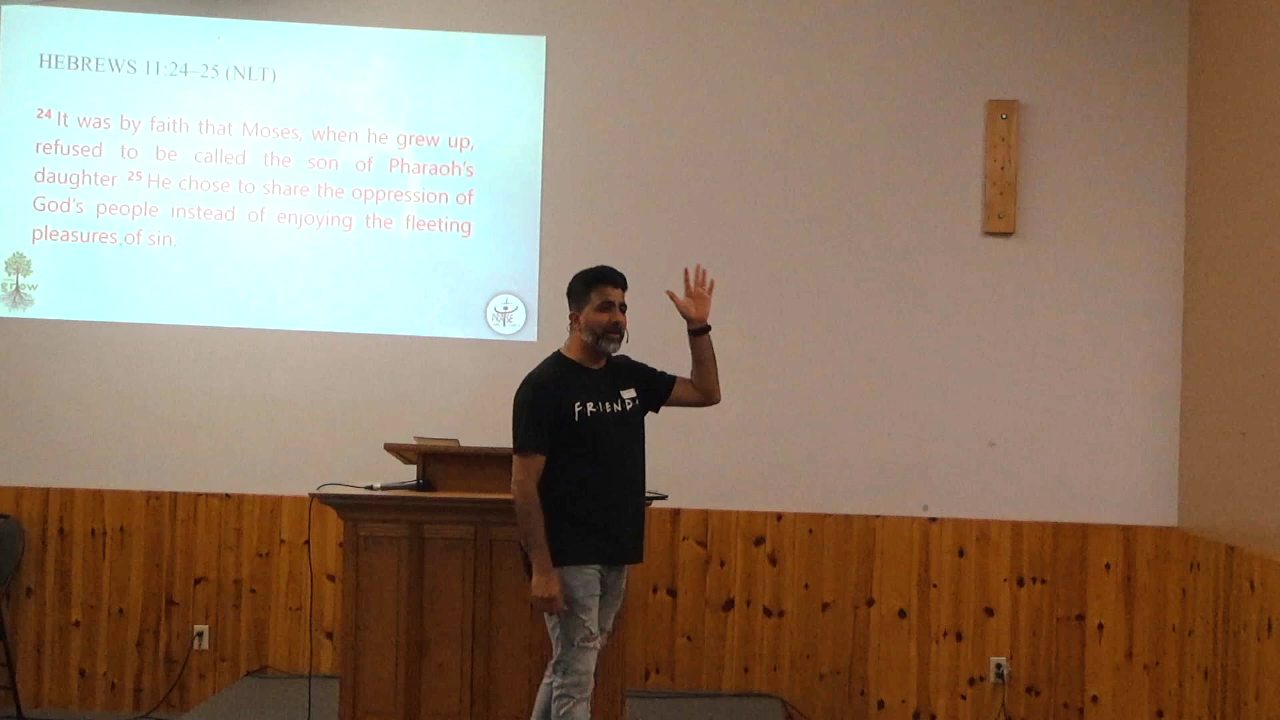 HEBREWS 11:24–25 (NLT)
24 It was by faith that Moses, when he grew up,
refused to be called the son of Pharaoh's
daughter. 25 He chose to share the oppression of
God's people instead of enjoying the fleeting
pleasures of sin.
grow
FRIEND